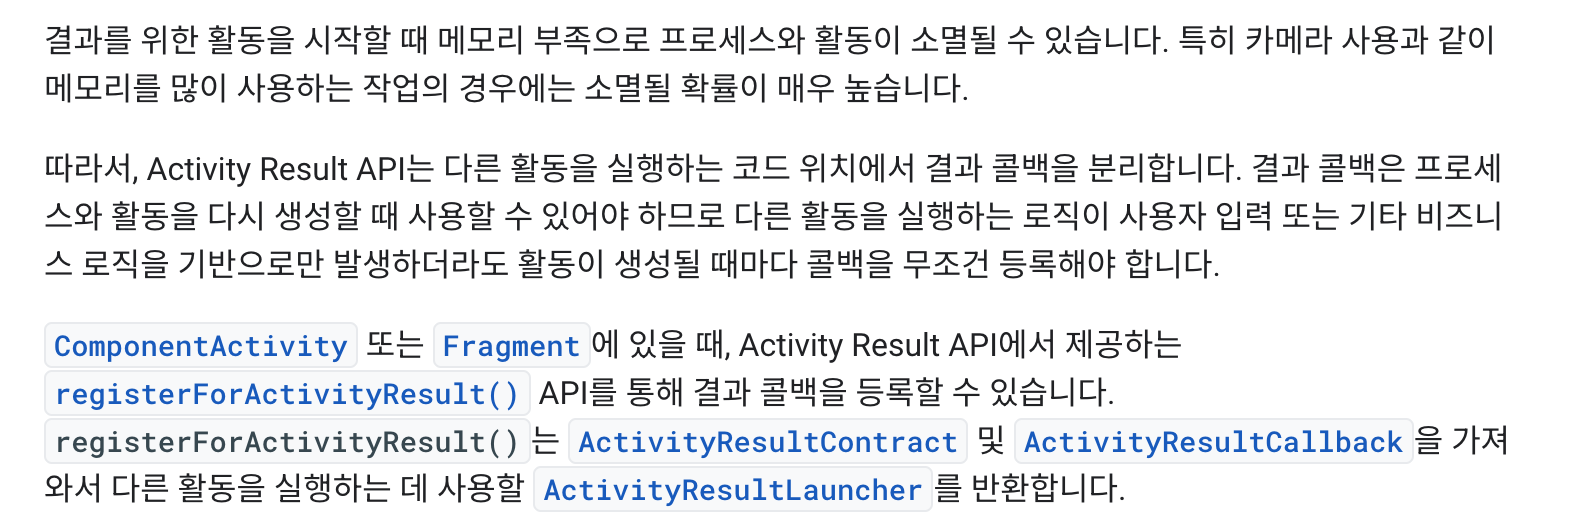 결과를 위한 활동을 시작할 때 메모리 부족으로 프로세스와 활동이 소멸될 수 있습니다. 특히 카메라 사용과 같이
메모리를 많이 사용하는 작업의 경우에는 소멸될 확률이 매우 높습니다.
따라서, Activity Result API는 다른 활동을 실행하는 코드 위치에서 결과 콜백을 분리합니다. 결과 콜백은 프로세
스와 활동을 다시 생성할 때 사용할 수 있어야 하므로 다른 활동을 실행하는 로직이 사용자 입력 또는 기타 비즈니
스 로직을 기반으로만 발생하더라도 활동이 생성될 때마다 콜백을 무조건 등록해야 합니다.
ComponentActivity 또는 Fragment에 있을 때, Activity Result API에서 제공하는
registerForActivityResult() API를 통해 결과 콜백을 등록할 수 있습니다.
registerForActivityResult()는 ActivityResultContract 및 ActivityResultCallback을 가져
와서 다른 활동을 실행하는 데 사용할 ActivityResultLauncher를 반환합니다.